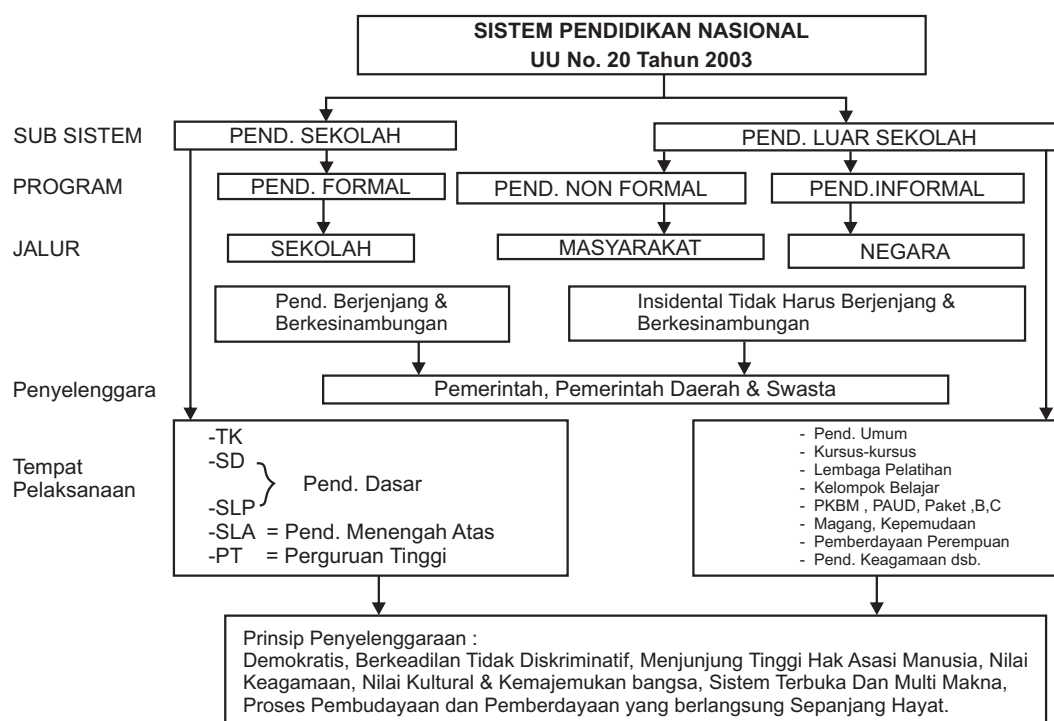 SISTEM PENDIDIKAN NASIONAL
UU No. 20 Tahun 2003
SUB SISTEM
PEND. SEKOLAH
PEND. LUAR SEKOLAH
PROGRAM
PEND. FORMAL
PEND. NON FORMAL
PEND.INFORMAL
JALUR
SEKOLAH
MASYARAKAT
NEGARA
Pend. Berjenjang &
Berkesinambungan
Insidental Tidak Harus Berjenjang &
Berkesinambungan
Penyelenggara
Pemerintah, Pemerintah Daerah & Swasta
Tempat
Pelaksanaan
-TK
-SD
Pend. Dasar
-SLP
-SLA = Pend. Menengah Atas
-PT = Perguruan Tinggi
- Pend. Umum
- Kursus-kursus
- Lembaga Pelatihan
- Kelompok Belajar
- PKBM , PAUD, Paket ,B,C
- Magang, Kepemudaan
- Pemberdayaan Perempuan
- Pend. Keagamaan dsb.
Prinsip Penyelenggaraan :
Demokratis, Berkeadilan Tidak Diskriminatif, Menjunjung Tinggi Hak Asasi Manusia, Nilai
Keagamaan, Nilai Kultural & Kemajemukan bangsa, Sistem Terbuka Dan Multi Makna,
Proses Pembudayaan dan Pemberdayaan yang berlangsung Sepanjang Hayat.